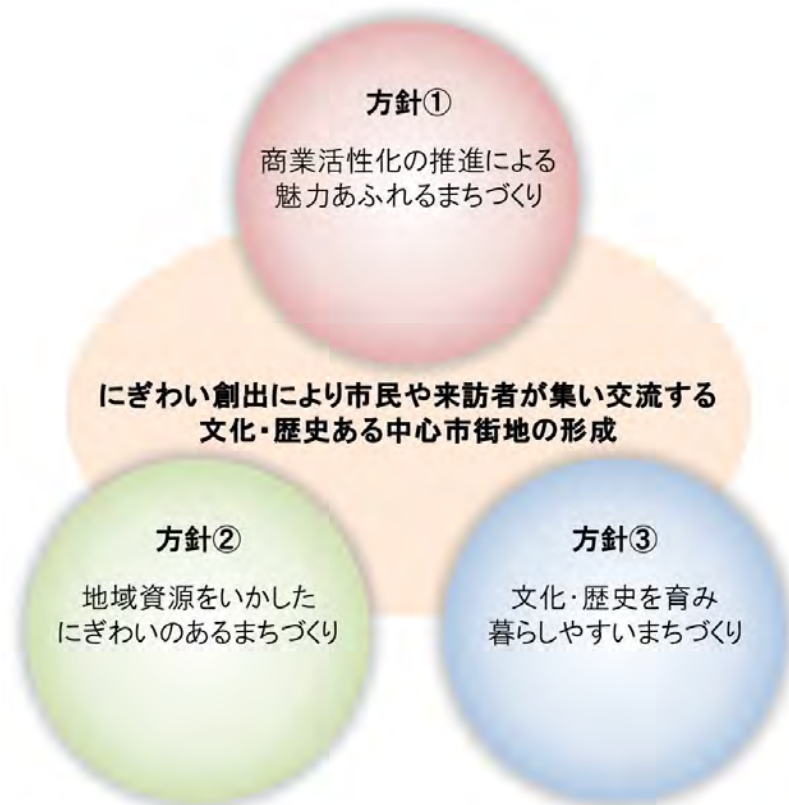 方針①
商業活性化の推進による
魅力あふれるまちづくり
にぎわい創出により市民や来訪者が集い交流する
文化・歴史ある中心市街地の形成
方針②
地域資源をいかした
にぎわいのあるまちづくり
方針③
文化・歴史を育み
暮らしやすいまちづくり